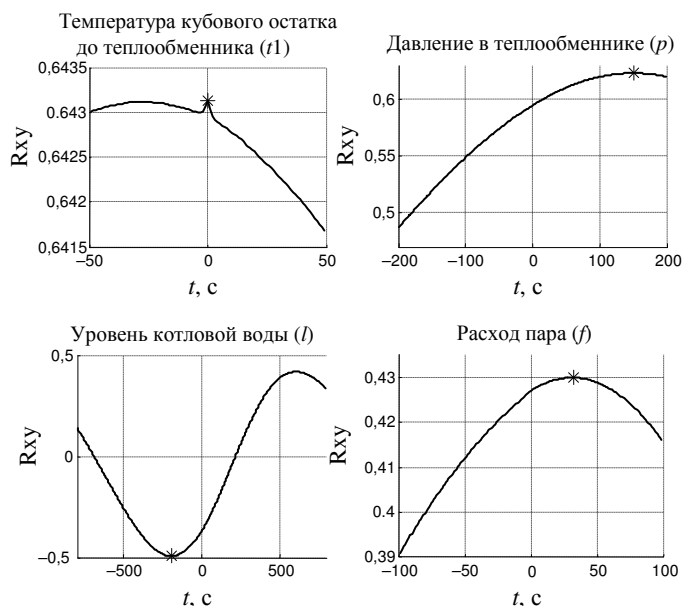 Температура кубового остатка
до теплообменника (t1)
0,6435
0,643
0,6425
0,642
0,6415
Rxy
–50
0
50
t, с
Давление в теплообменнике (p)
0,6
0,55
0,5
Rxy
–200
–100
0
100
200
t, с
Уровень котловой воды (l)
0,5
0
–0,5
Rxy
–500
0
500
t, с
Расход пара (f)
0,43
0,42
0,41
0,4
0,39
Rxy
–100
–50
0
50
100
t, с